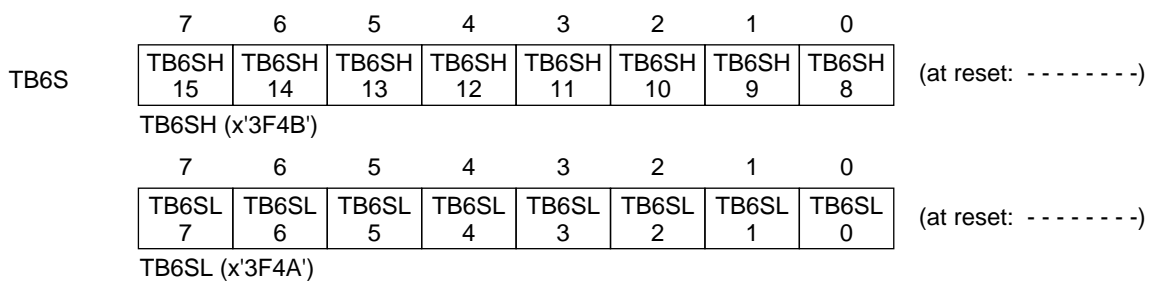 7 6 5 4 3 2 1 0
TB6S TB6SH TB6SH TB6SH TB6SH TB6SH TB6SH TB6SH TB6SH (at reset: - - - - - - - -)
15 14 13 12 11 10 9 8
TB6SH (x'3F4B')
7 6 5 4 3 2 1 0
TB6SL TB6SL TB6SL TB6SL TB6SL TB6SL TB6SL TB6SL (at reset: - - - - - - - -)
7 6 5 4 3 2 1 0
TB6SL (x'3F4A')